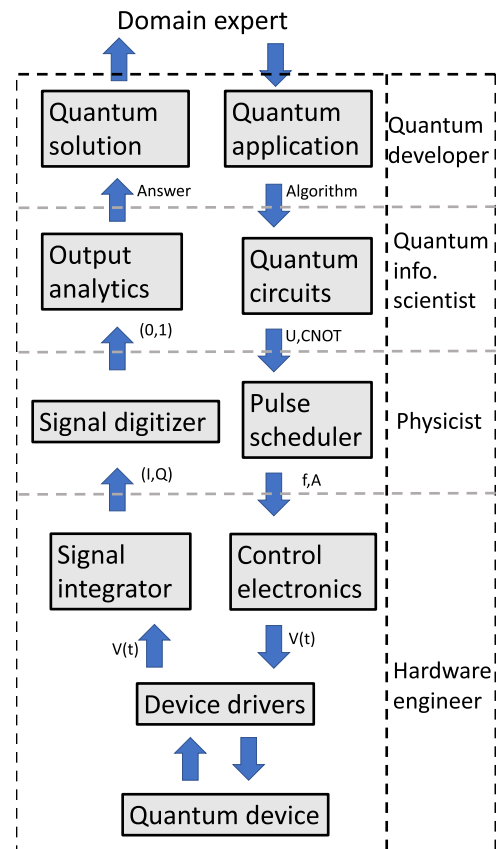 Domain expert
Quantum
solution
Quantum
application
Quantum
developer
Answer
Algorithm
Output
analytics
Quantum
circuits
Quantum
info.
scientist
(0,1)
U,CNOT
Signal digitizer
Pulse
scheduler
Physicist
(I,Q)
f,A
Signal
integrator
Control
electronics
V(t)
V(t)
Hardware
engineer
Device drivers
Quantum device